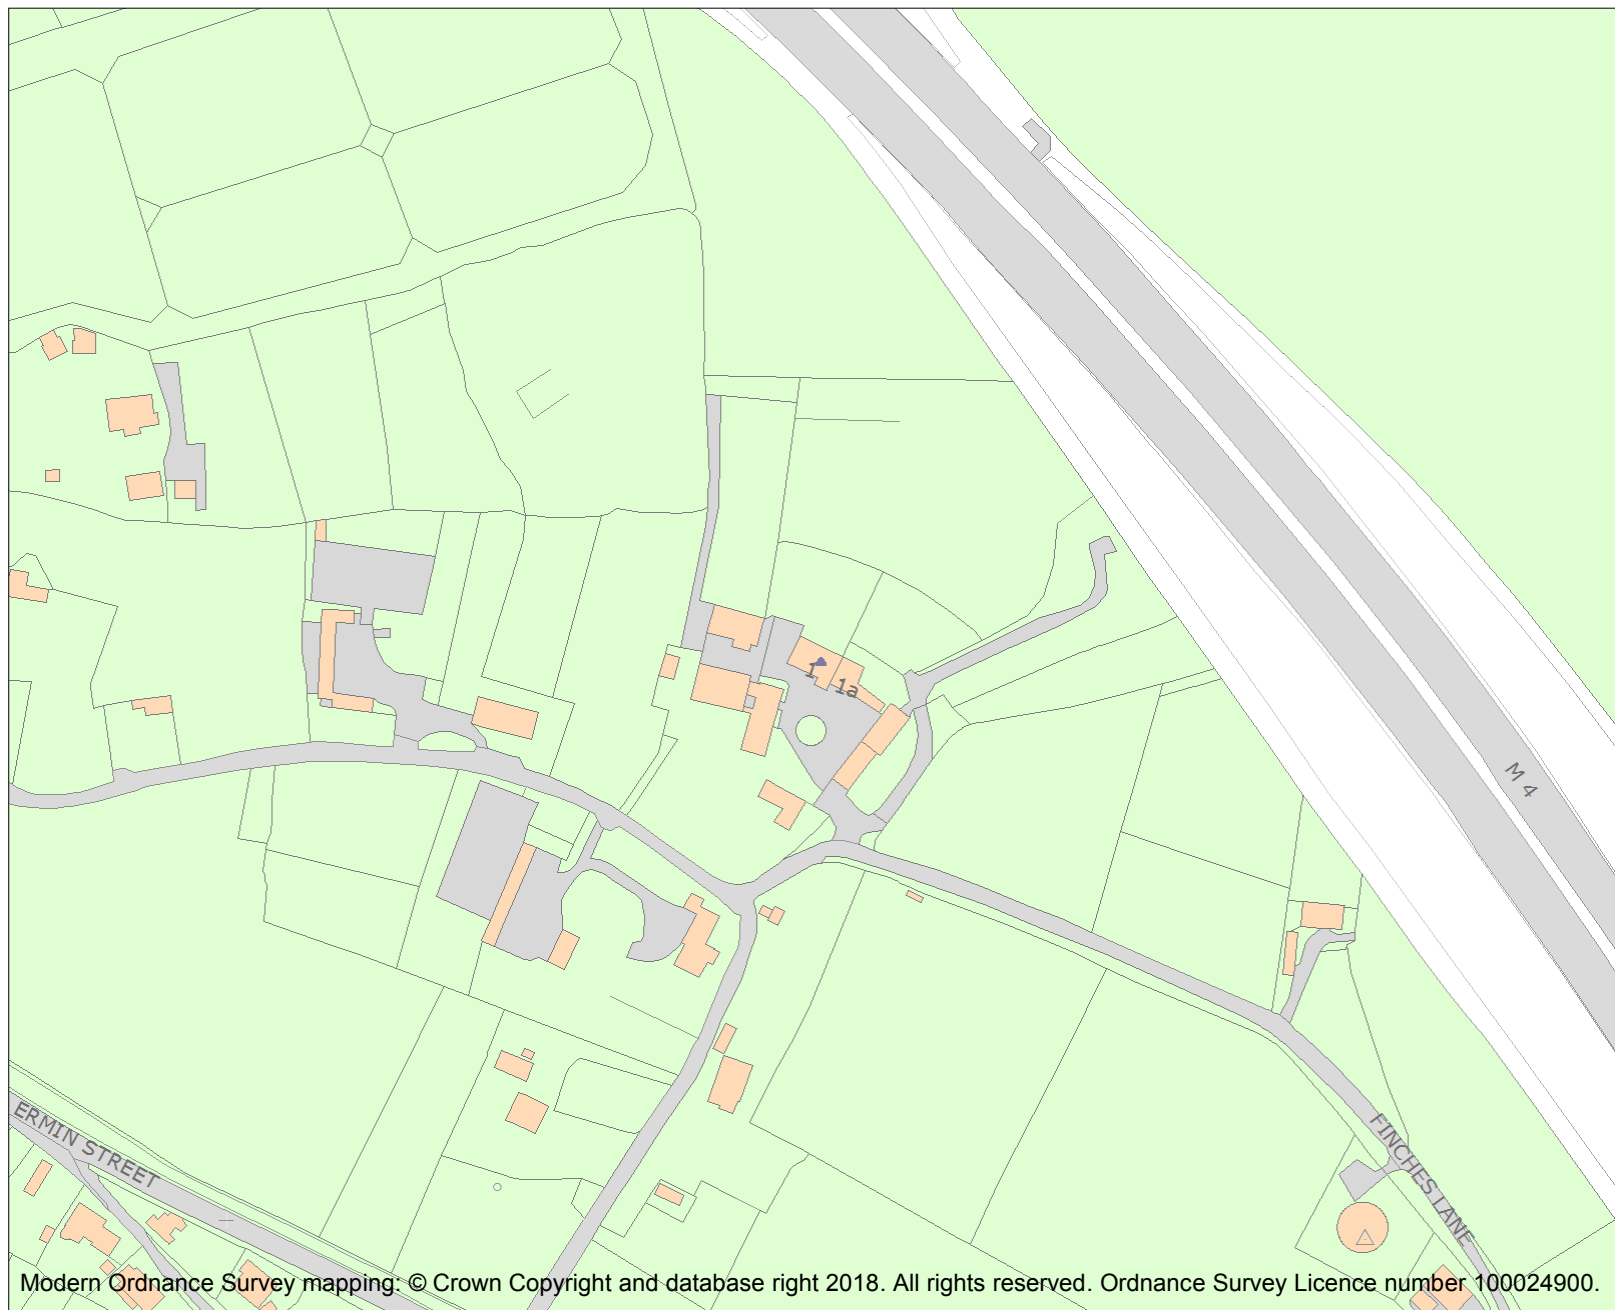 1
1a
M 4
ERMIN STREET
FINCHES LANE
Modern Ordnance Survey mapping: © Crown Copyright and database right 2018. All rights reserved. Ordnance Survey Licence number 100024900.